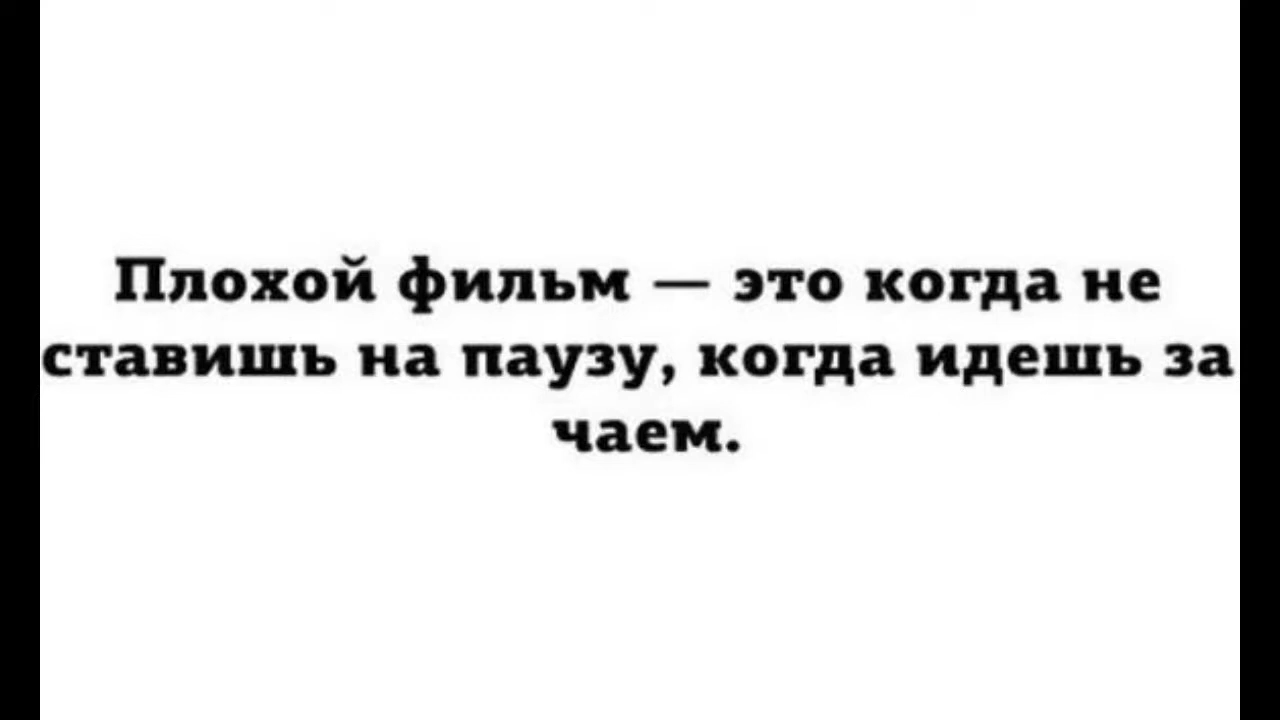 Плохой фильм — это когда не
ставишь на паузу, когда идешь за
чаем.